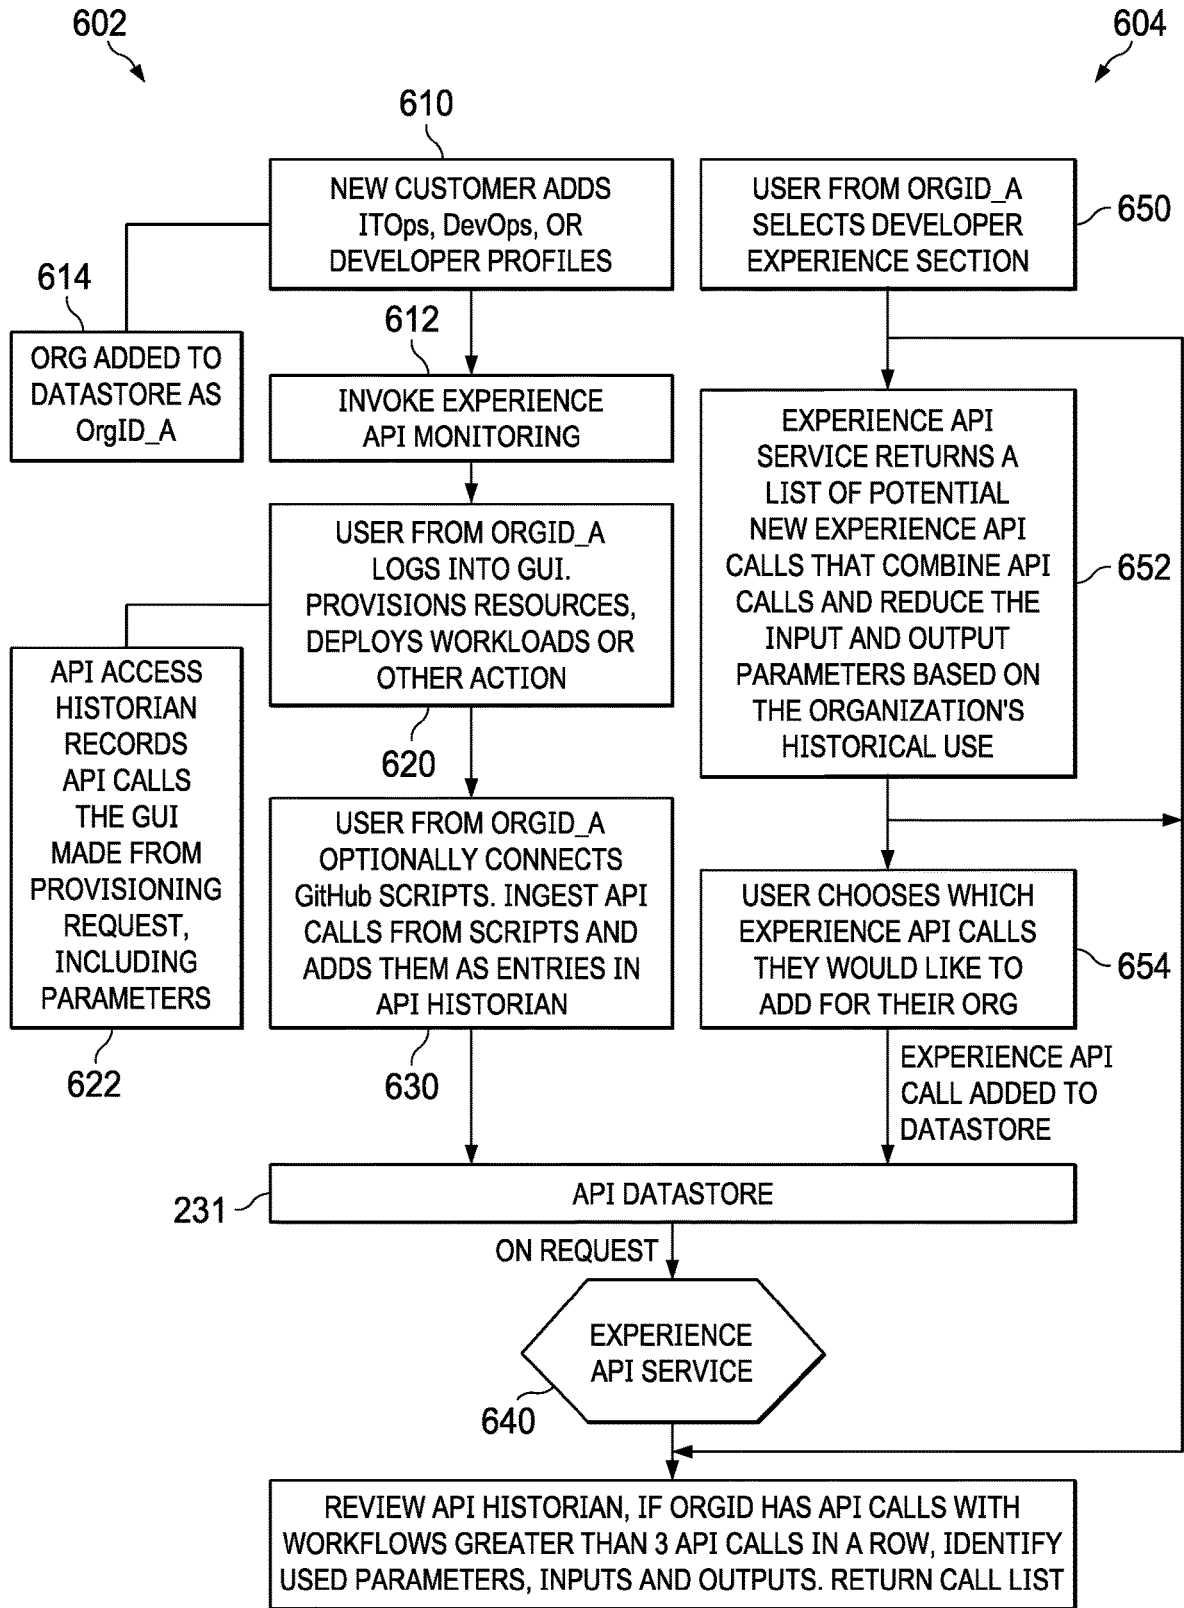 602
604
610
NEW CUSTOMER ADDS
ITOps, DevOps, OR
DEVELOPER PROFILES
USER FROM ORGID_A
SELECTS DEVELOPER
EXPERIENCE SECTION
650
614
ORG ADDED TO
DATASTORE AS
OrgID_A
612
INVOKE EXPERIENCE
API MONITORING
EXPERIENCE API
SERVICE RETURNS A
LIST OF POTENTIAL
NEW EXPERIENCE API
CALLS THAT COMBINE API
CALLS AND REDUCE THE
INPUT AND OUTPUT
PARAMETERS BASED ON
THE ORGANIZATION'S
HISTORICAL USE
652
USER FROM ORGID_A
LOGS INTO GUI.
PROVISIONS RESOURCES,
DEPLOYS WORKLOADS OR
OTHER ACTION
620
API ACCESS
HISTORIAN
RECORDS
API CALLS
THE GUI
MADE FROM
PROVISIONING
REQUEST,
INCLUDING
PARAMETERS
622
USER FROM ORGID_A
OPTIONALLY CONNECTS
GitHub SCRIPTS. INGEST API
CALLS FROM SCRIPTS AND
ADDS THEM AS ENTRIES IN
API HISTORIAN
630
USER CHOOSES WHICH
EXPERIENCE API CALLS
THEY WOULD LIKE TO
ADD FOR THEIR ORG
654
EXPERIENCE API
CALL ADDED TO
DATASTORE
231
API DATASTORE
ON REQUEST
EXPERIENCE
API SERVICE
640
REVIEW API HISTORIAN, IF ORGID HAS API CALLS WITH
WORKFLOWS GREATER THAN 3 API CALLS IN A ROW, IDENTIFY
USED PARAMETERS, INPUTS AND OUTPUTS. RETURN CALL LIST